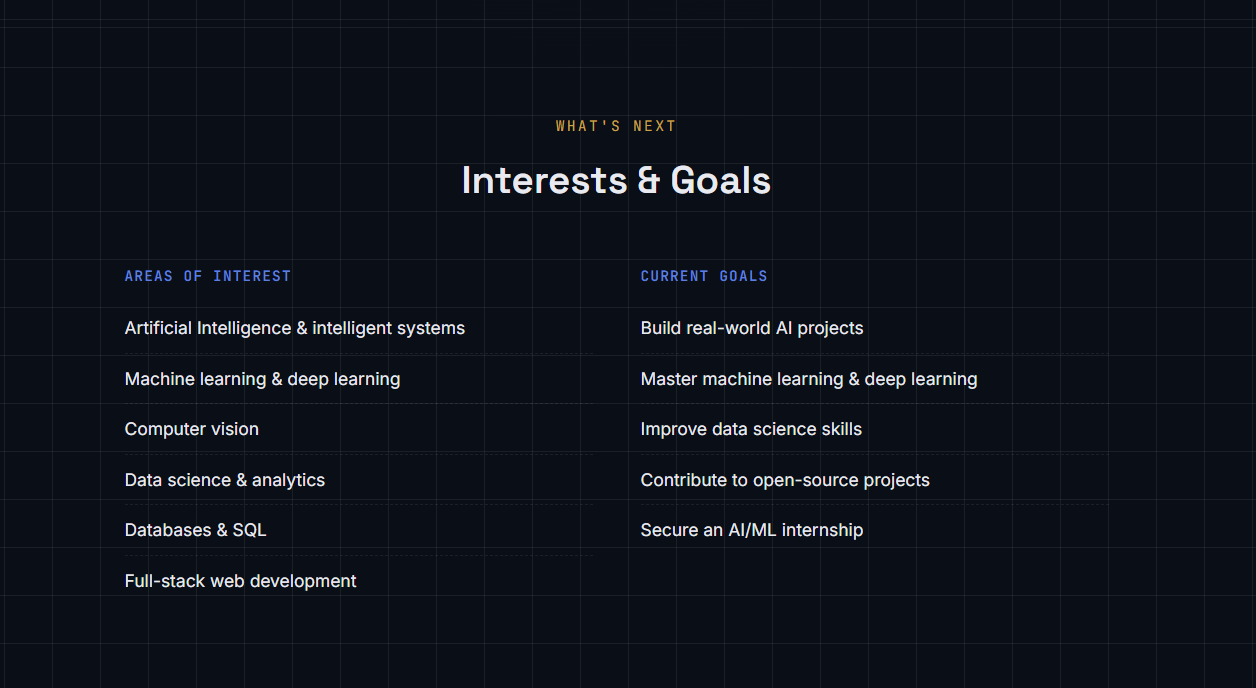 WHAT'S NEXT
Interests & Goals
AREAS OF INTEREST
Artificial Intelligence & intelligent systems
Machine learning & deep learning
Computer vision
Data science & analytics
Databases & SQL
Full-stack web development
CURRENT GOALS
Build real-world AI projects
Master machine learning & deep learning
Improve data science skills
Contribute to open-source projects
Secure an AI/ML internship